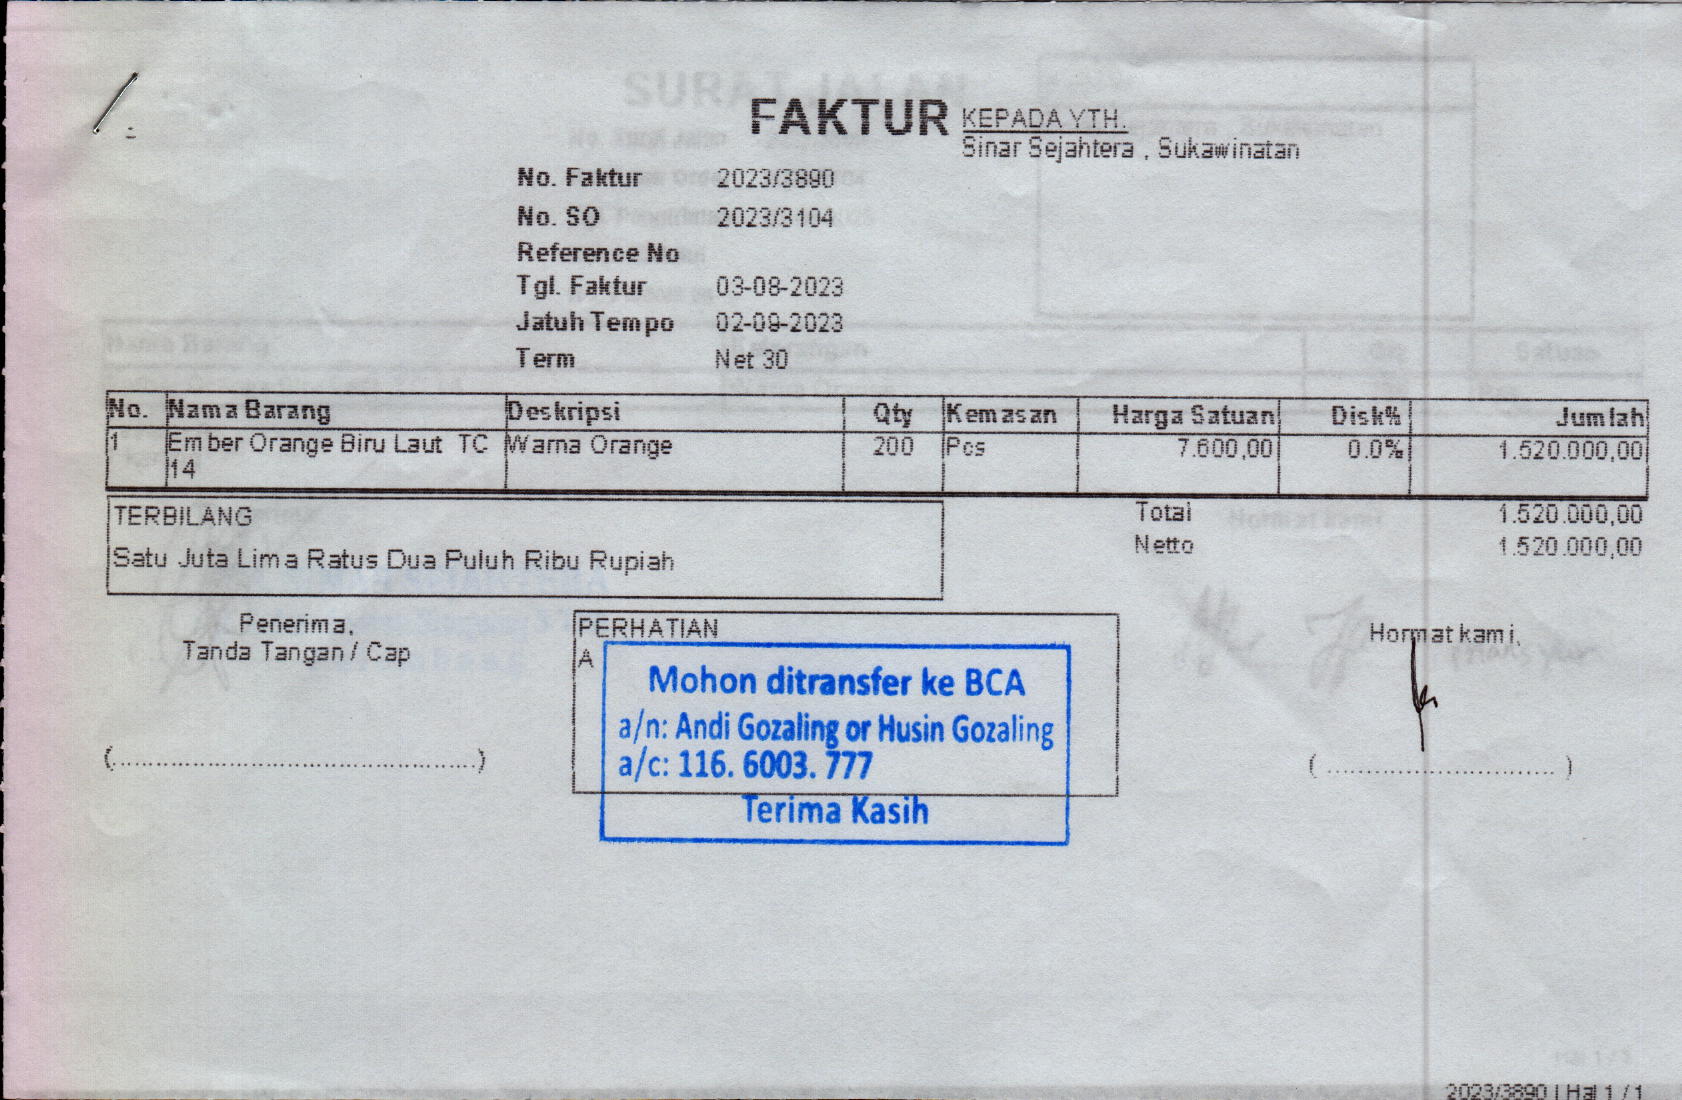 FAKTUR
KEPADA YTH.
Sinar Sejahtera , Sukawinatan
No. Faktur 2023/3890
No. SO 2023/3104
Reference No
Tgl. Faktur 03-08-2023
Jatuh Tempo 02-09-2023
Term Net 30
No. Nama Barang Deskripsi Qty Kemasan Harga Satuan Disk% Jumlah
1 Ember Orange Biru Laut TC Warna Orange 200 Pcs 7.600,00 0.0% 1.520.000,00
14
TERBILANG
Satu Juta Lima Ratus Dua Puluh Ribu Rupiah
Total 1.520.000,00
Netto 1.520.000,00
Penerima,
Tanda Tangan / Cap
(................................................)
PERHATIAN
A
Mohon ditransfer ke BCA
a/n: Andi Gozaling or Husin Gozaling
a/c: 116. 6003. 777
Terima Kasih
Hormat kami,
( .............................. )
2023/3890 | Hal 1 / 1